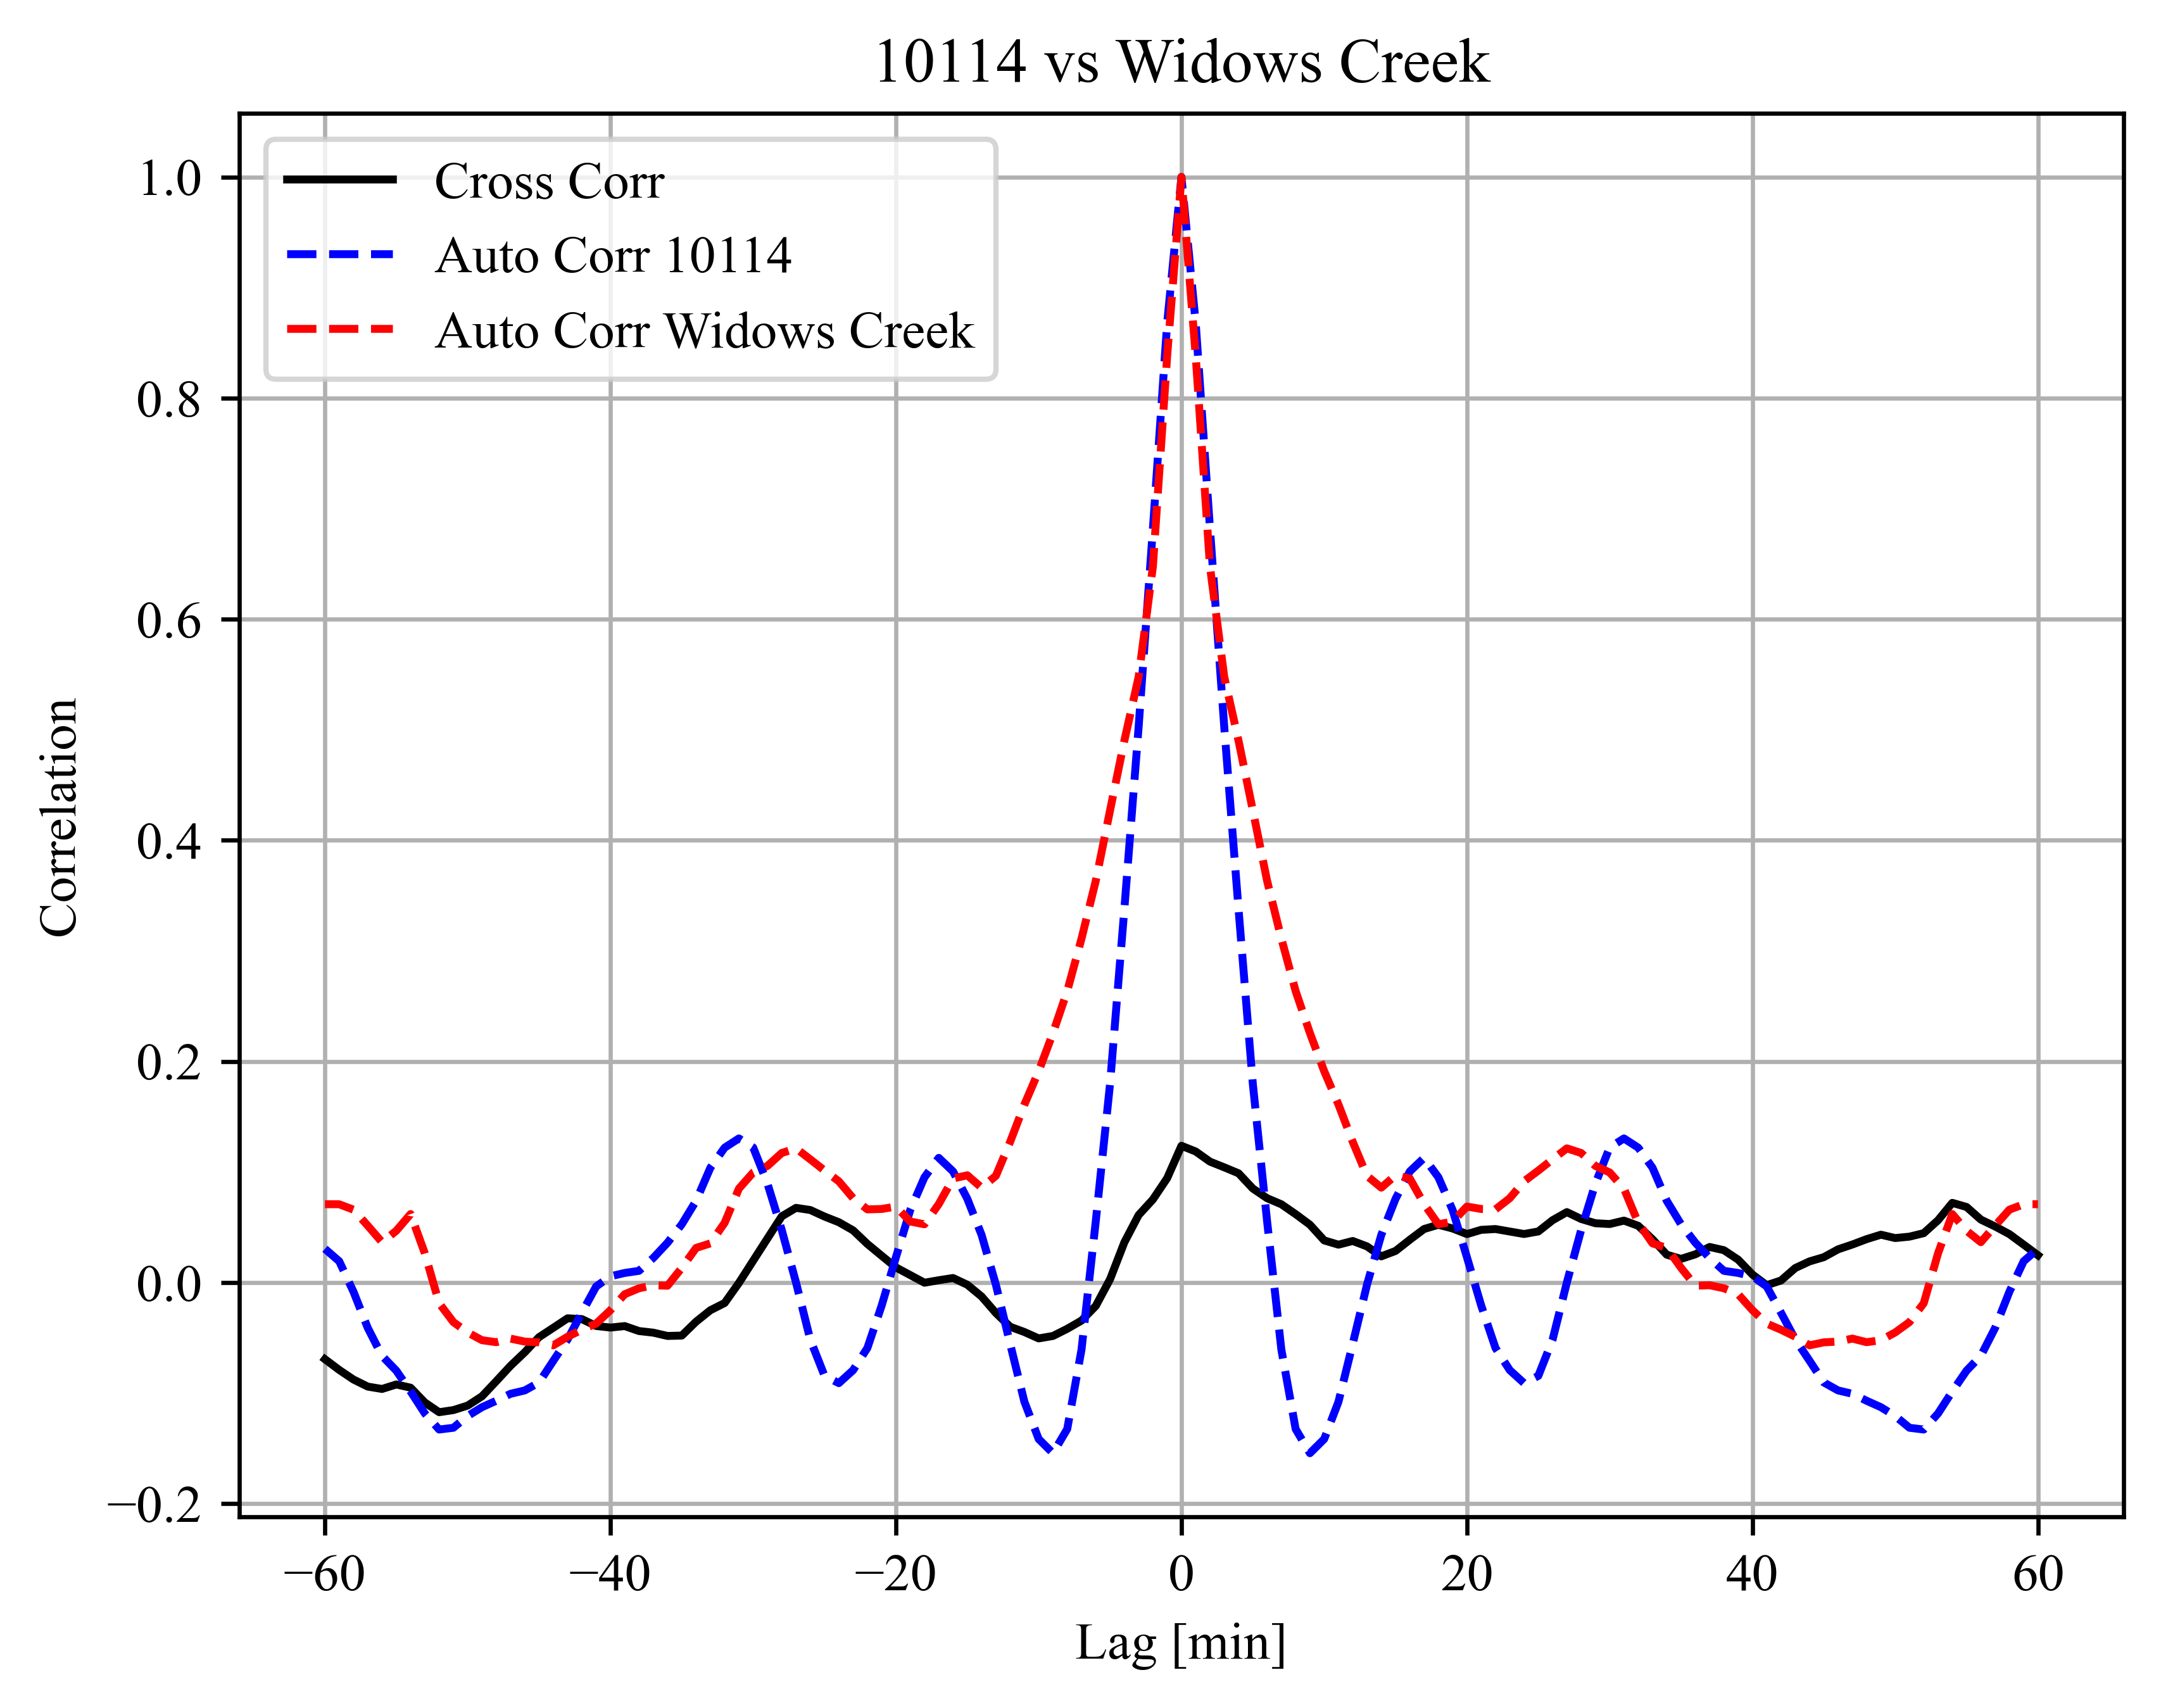 10114 vs Widows Creek
Cross Corr
Auto Corr 10114
Auto Corr Widows Creek
1.0
0.8
0.6
0.4
0.2
0.0
−0.2
Correlation
−60 −40 −20 0 20 40 60
Lag [min]